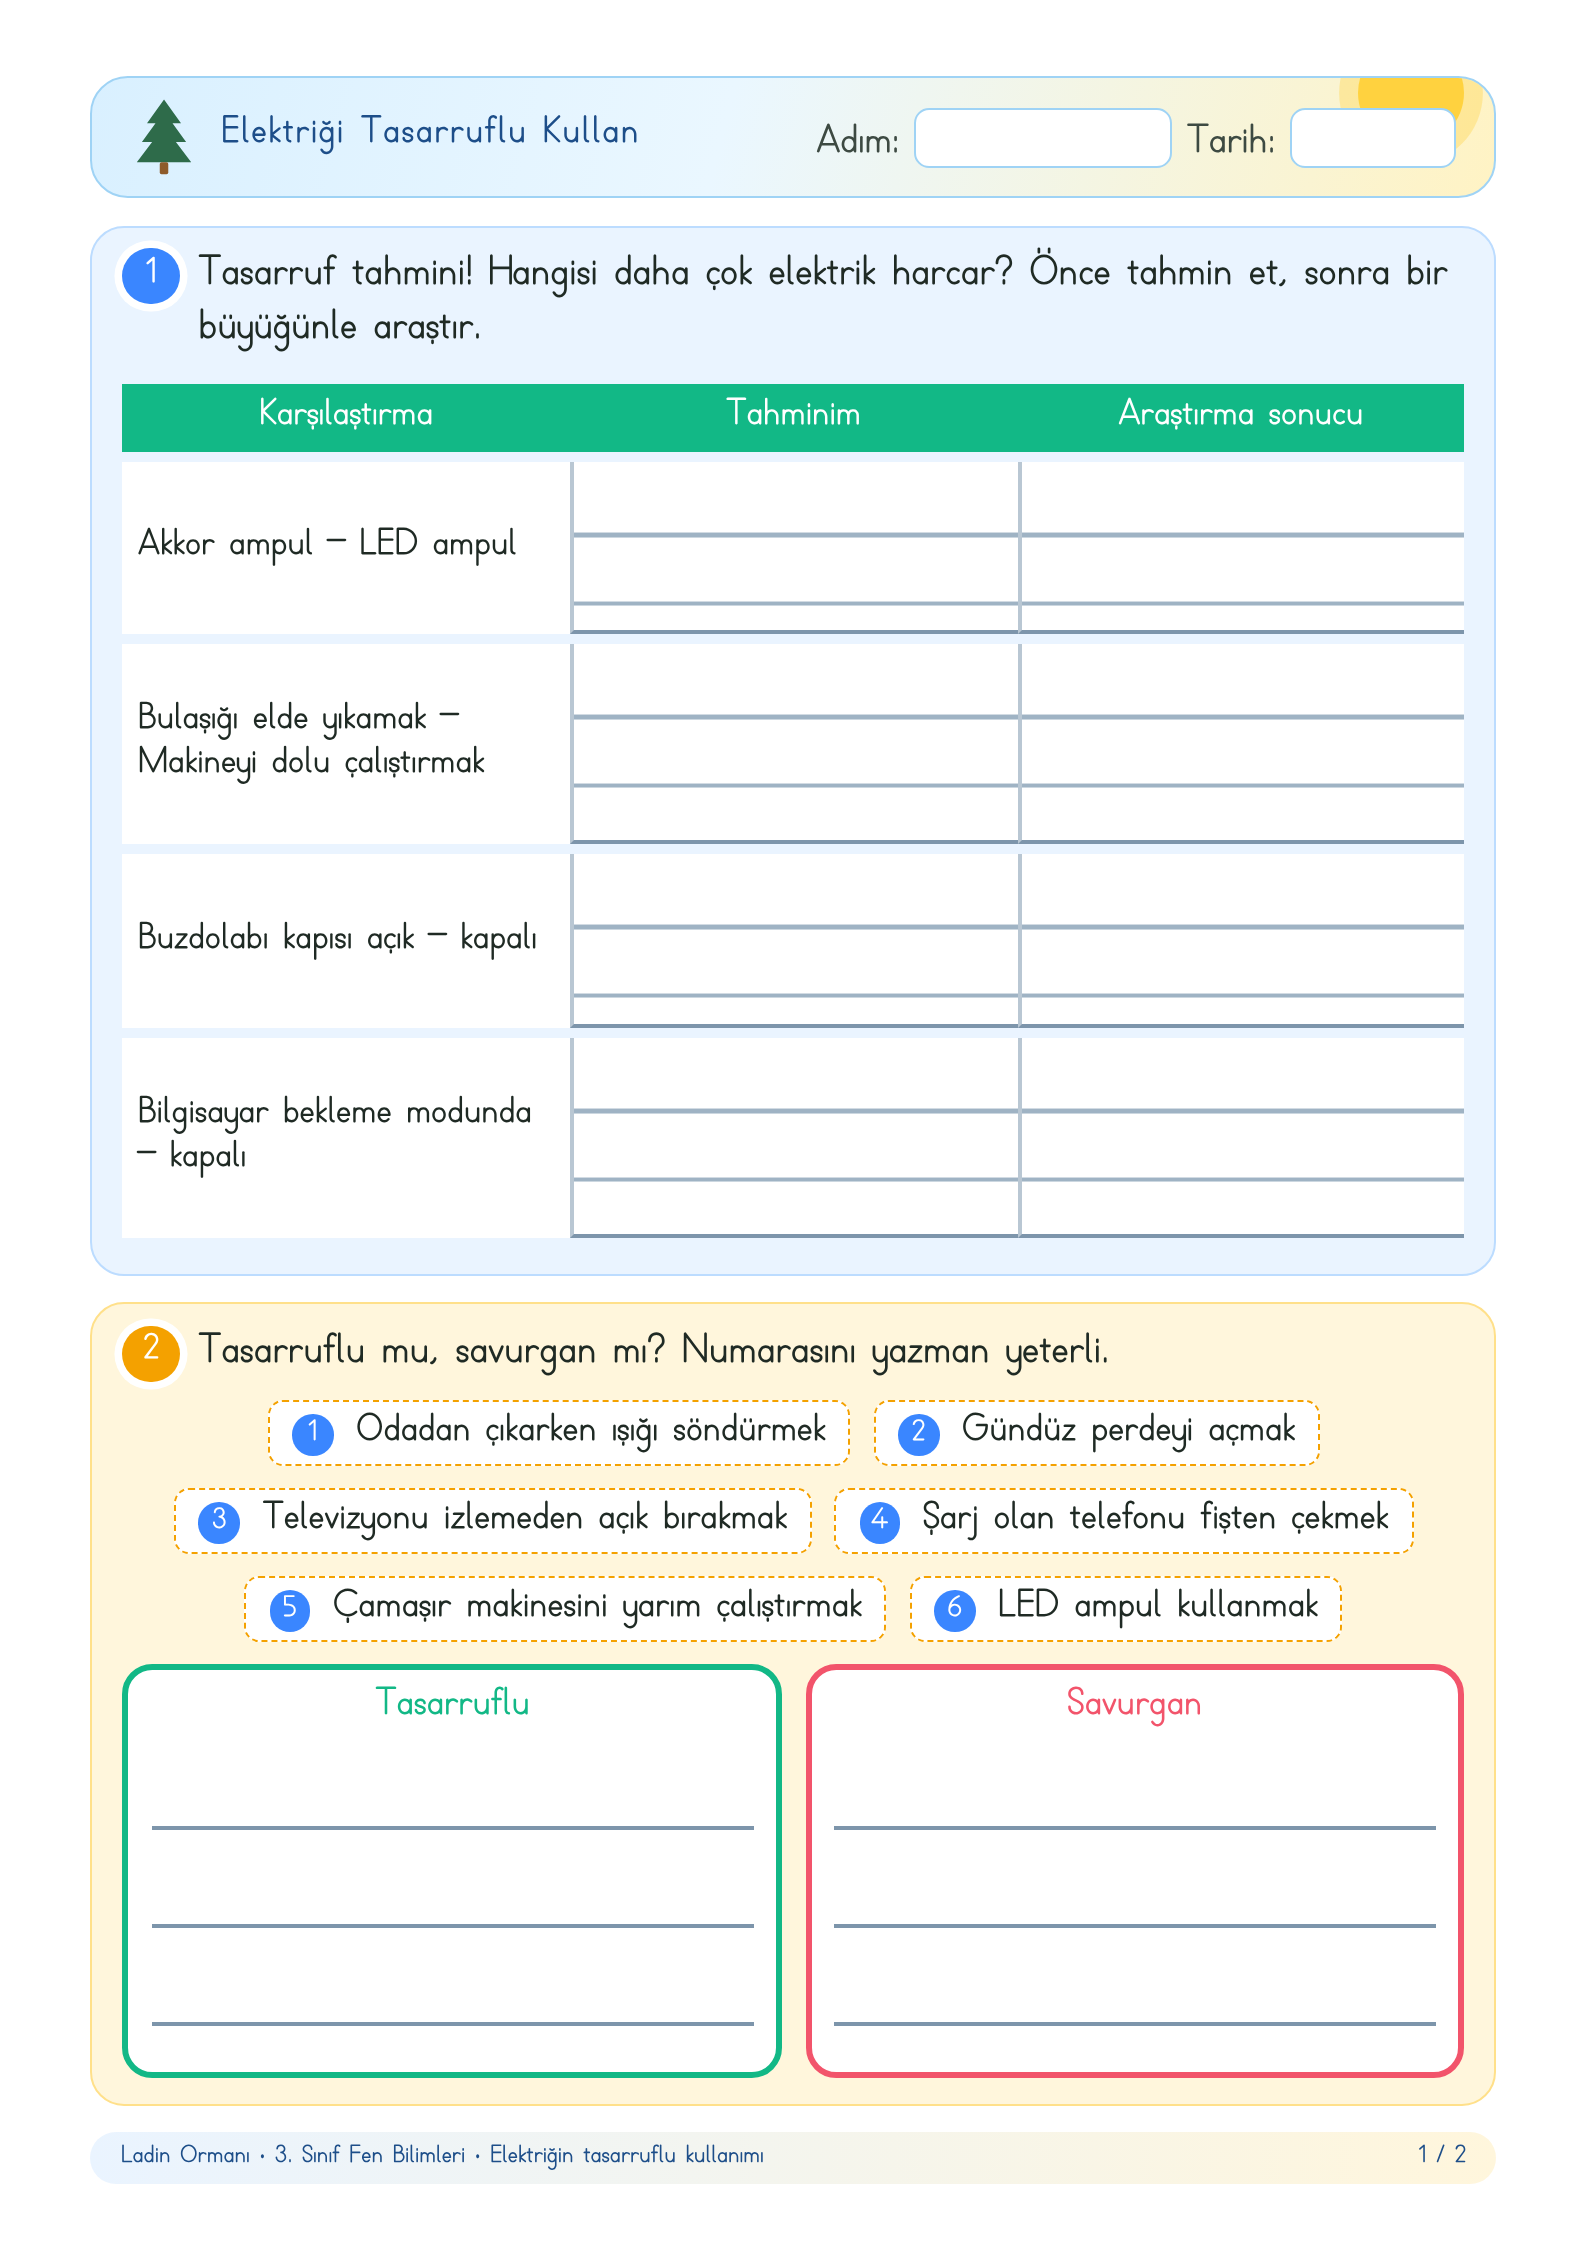 Elektriği Tasarruflu Kullan
Adım:
Tarih:
1
Tasarruf tahmini! Hangisi daha çok elektrik harcar? Önce tahmin et, sonra bir
büyüğünle araştır.
Karşılaştırma
Tahminim
Araştırma sonucu
Akkor ampul – LED ampul
Bulaşığı elde yıkamak –
Makineyi dolu çalıştırmak
Buzdolabı kapısı açık – kapalı
Bilgisayar bekleme modunda
– kapalı
2
Tasarruflu mu, savurgan mı? Numarasını yazman yeterli.
1 Odadan çıkarken ışığı söndürmek
2 Gündüz perdeyi açmak
3 Televizyonu izlemeden açık bırakmak
4 Şarj olan telefonu fişten çekmek
5 Çamaşır makinesini yarım çalıştırmak
6 LED ampul kullanmak
Tasarruflu
Savurgan
Ladin Ormanı • 3. Sınıf Fen Bilimleri • Elektriğin tasarruflu kullanımı
1 / 2